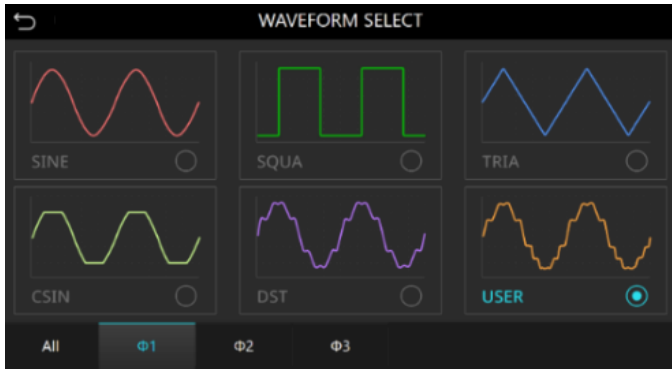 WAVEFORM SELECT
SINE
SQUA
TRIA
CSIN
DST
USER
All Φ1 Φ2 Φ3